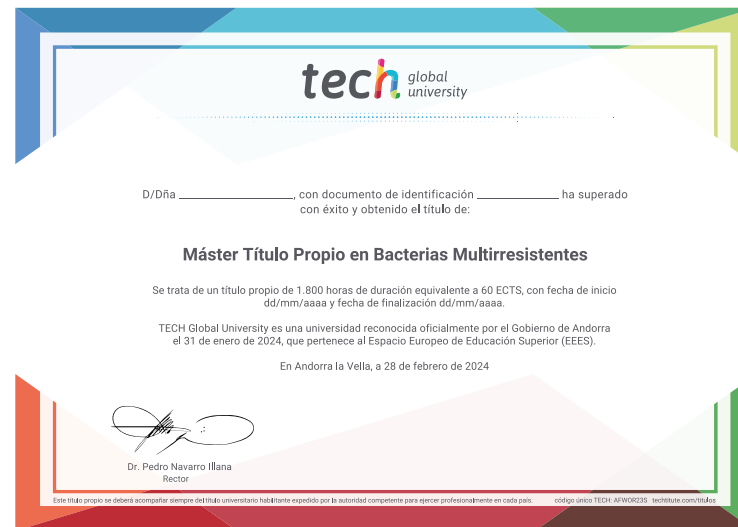 tech global university
D/Dña ____________________, con documento de identificación ______________ ha superado
con éxito y obtenido el título de:
Máster Título Propio en Bacterias Multirresistentes
Se trata de un título propio de 1.800 horas de duración equivalente a 60 ECTS, con fecha de inicio
dd/mm/aaaa y fecha de finalización dd/mm/aaaa.
TECH Global University es una universidad reconocida oficialmente por el Gobierno de Andorra
el 31 de enero de 2024, que pertenece al Espacio Europeo de Educación Superior (EEES).
En Andorra la Vella, a 28 de febrero de 2024
Dr. Pedro Navarro Illana
Rector
Este título propio se deberá acompañar siempre del título universitario habilitante expedido por la autoridad competente para ejercer profesionalmente en cada país. código único TECH: AFWOR23S techtitute.com/titulos